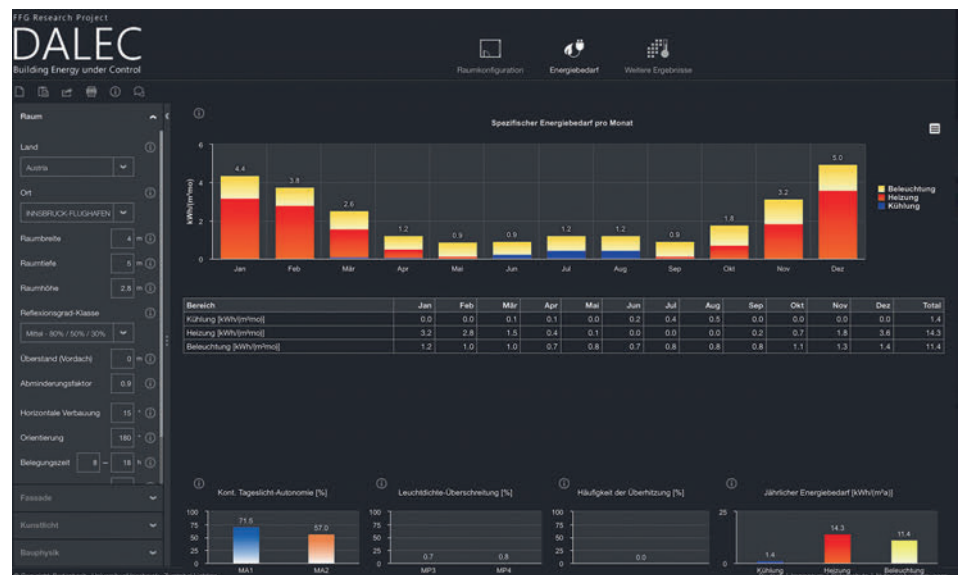 FFG Research Project
DALEC
Building Energy under Control
Raumkonfiguration
Energiebedarf
Weitere Ergebnisse
Raum
Land
Austria
Ort
INNSBRUCK-FLUGHAFEN
Raumbreite 4 m
Raumtiefe 5 m
Raumhöhe 2.8 m
Reflexionsgrad-Klasse
Mittel - 80% / 50% / 30%
Überstand (Vordach) 0 m
Abminderungsfaktor 0.9
Horizontale Verbauung 15 °
Orientierung 180 °
Belegungszeit 8 – 18 h
Fassade
Kunstlicht
Bauphysik
Spezifischer Energiebedarf pro Monat
kWh/(m²mo)
6
4
2
0
4.4 3.8 2.6 1.2 0.9 0.9 1.2 1.2 0.9 1.8 3.2 5.0
Jan Feb Mär Apr Mai Jun Jul Aug Sep Okt Nov Dez
Beleuchtung
Heizung
Kühlung
Bereich Jan Feb Mär Apr Mai Jun Jul Aug Sep Okt Nov Dez Total
Kühlung [kWh/(m²mo)] 0.0 0.0 0.1 0.1 0.0 0.2 0.4 0.5 0.0 0.0 0.0 0.0 1.4
Heizung [kWh/(m²mo)] 3.2 2.8 1.5 0.4 0.1 0.0 0.0 0.0 0.2 0.7 1.8 3.6 14.3
Beleuchtung [kWh/(m²mo)] 1.2 1.0 1.0 0.7 0.8 0.7 0.8 0.8 0.8 1.1 1.3 1.4 11.4
Kont. Tageslicht-Autonomie [%]
100
75
50
25
0
71.5 57.0
MA1 MA2
Leuchtdichte-Überschreitung [%]
100
75
50
25
0
0.7 0.8
MP3 MP4
Häufigkeit der Überhitzung [%]
100
75
50
25
0
0.0
Jährlicher Energiebedarf [kWh/(m²a)]
25
0
1.4 14.3 11.4
Kühlung Heizung Beleuchtung